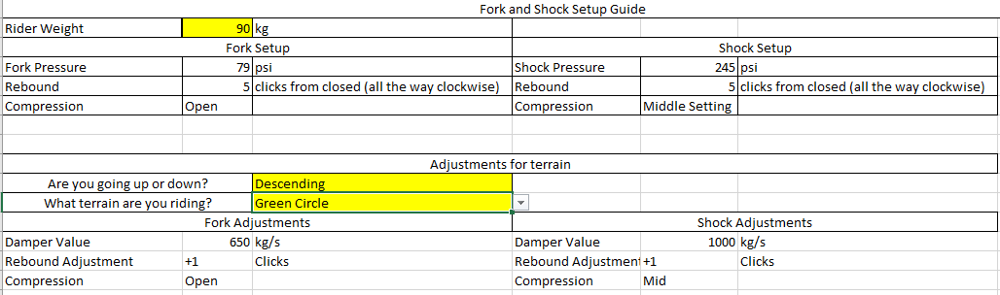 Fork and Shock Setup Guide
Rider Weight 90 kg
Fork Setup Shock Setup
Fork Pressure 79 psi Shock Pressure 245 psi
Rebound 5 clicks from closed (all the way clockwise) Rebound 5 clicks from closed (all the way clockwise)
Compression Open Compression Middle Setting
Adjustments for terrain
Are you going up or down? Descending
What terrain are you riding? Green Circle
Fork Adjustments Shock Adjustments
Damper Value 650 kg/s Damper Value 1000 kg/s
Rebound Adjustment +1 Clicks Rebound Adjustment +1 Clicks
Compression Open Compression Mid